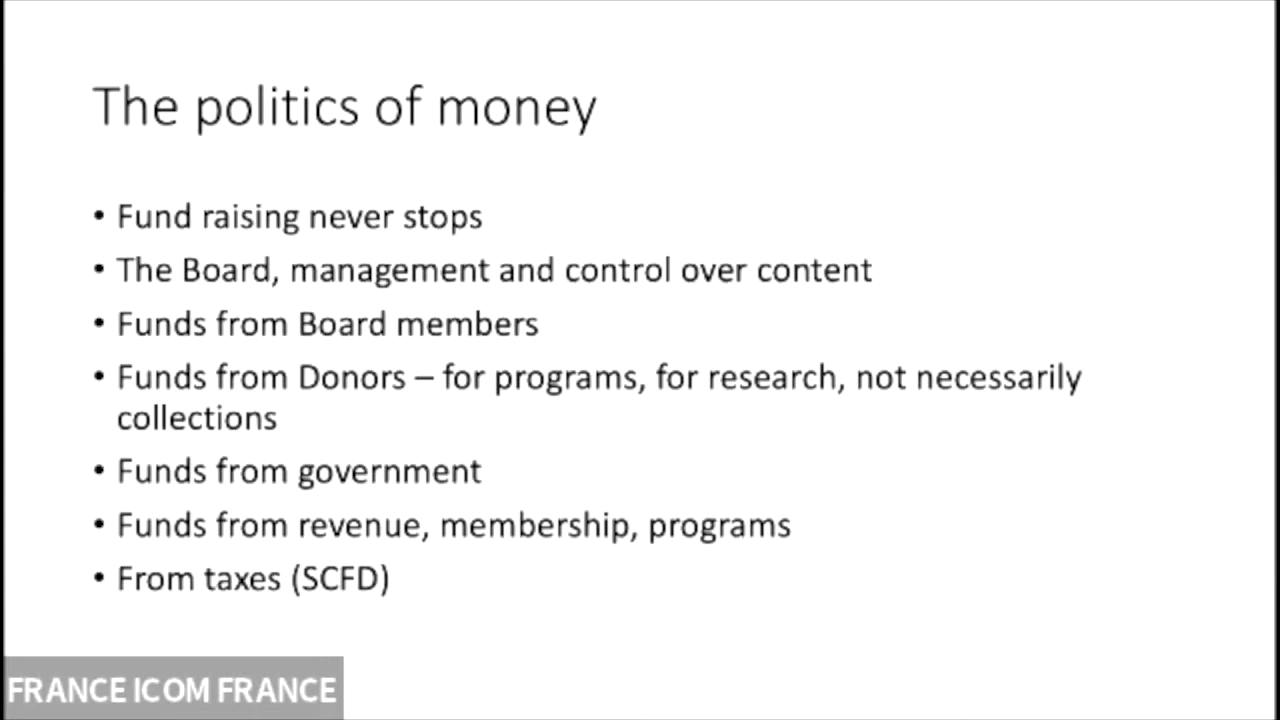 The politics of money
• Fund raising never stops
• The Board, management and control over content
• Funds from Board members
• Funds from Donors – for programs, for research, not necessarily
collections
• Funds from government
• Funds from revenue, membership, programs
• From taxes (SCFD)
FRANCE ICOM FRANCE